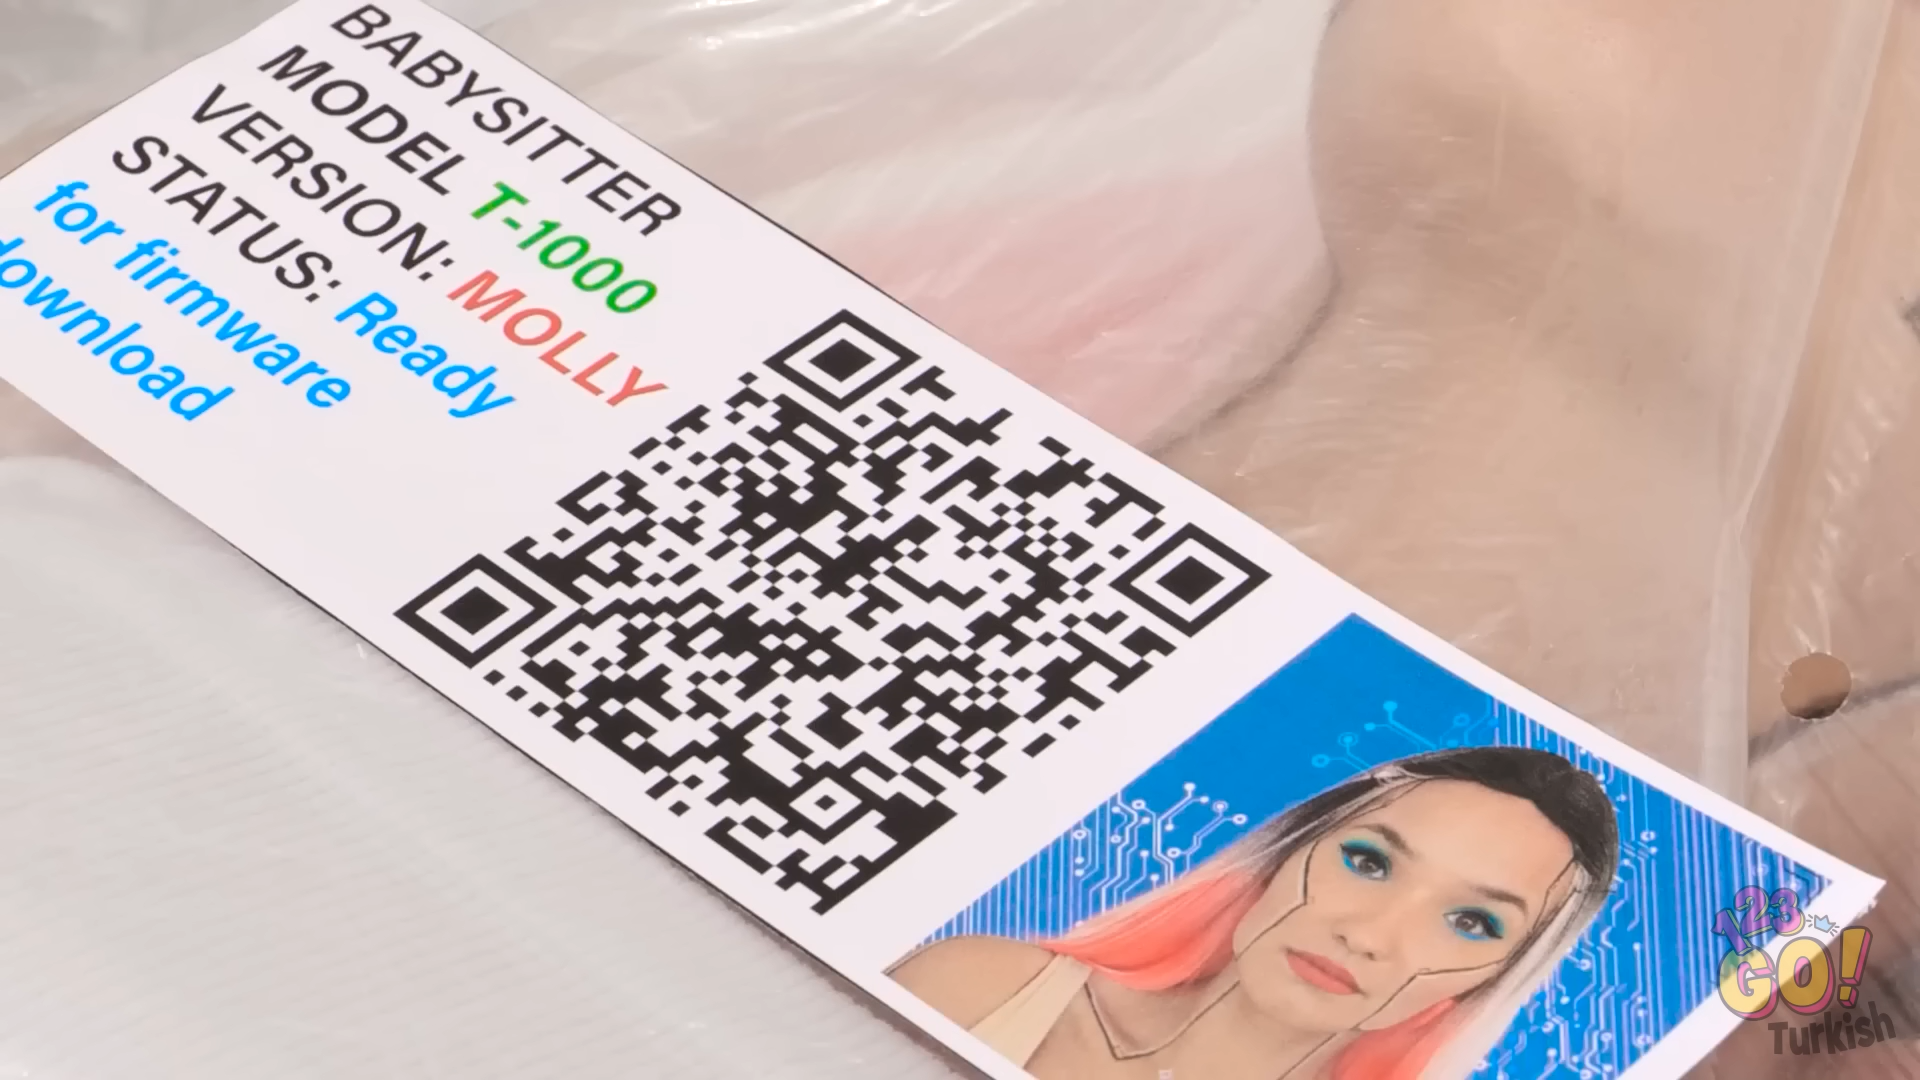 BABYSITTER
MODEL T-1000
VERSION: MOLLY
STATUS: Ready
for firmware
download
123
GO!
Turkish